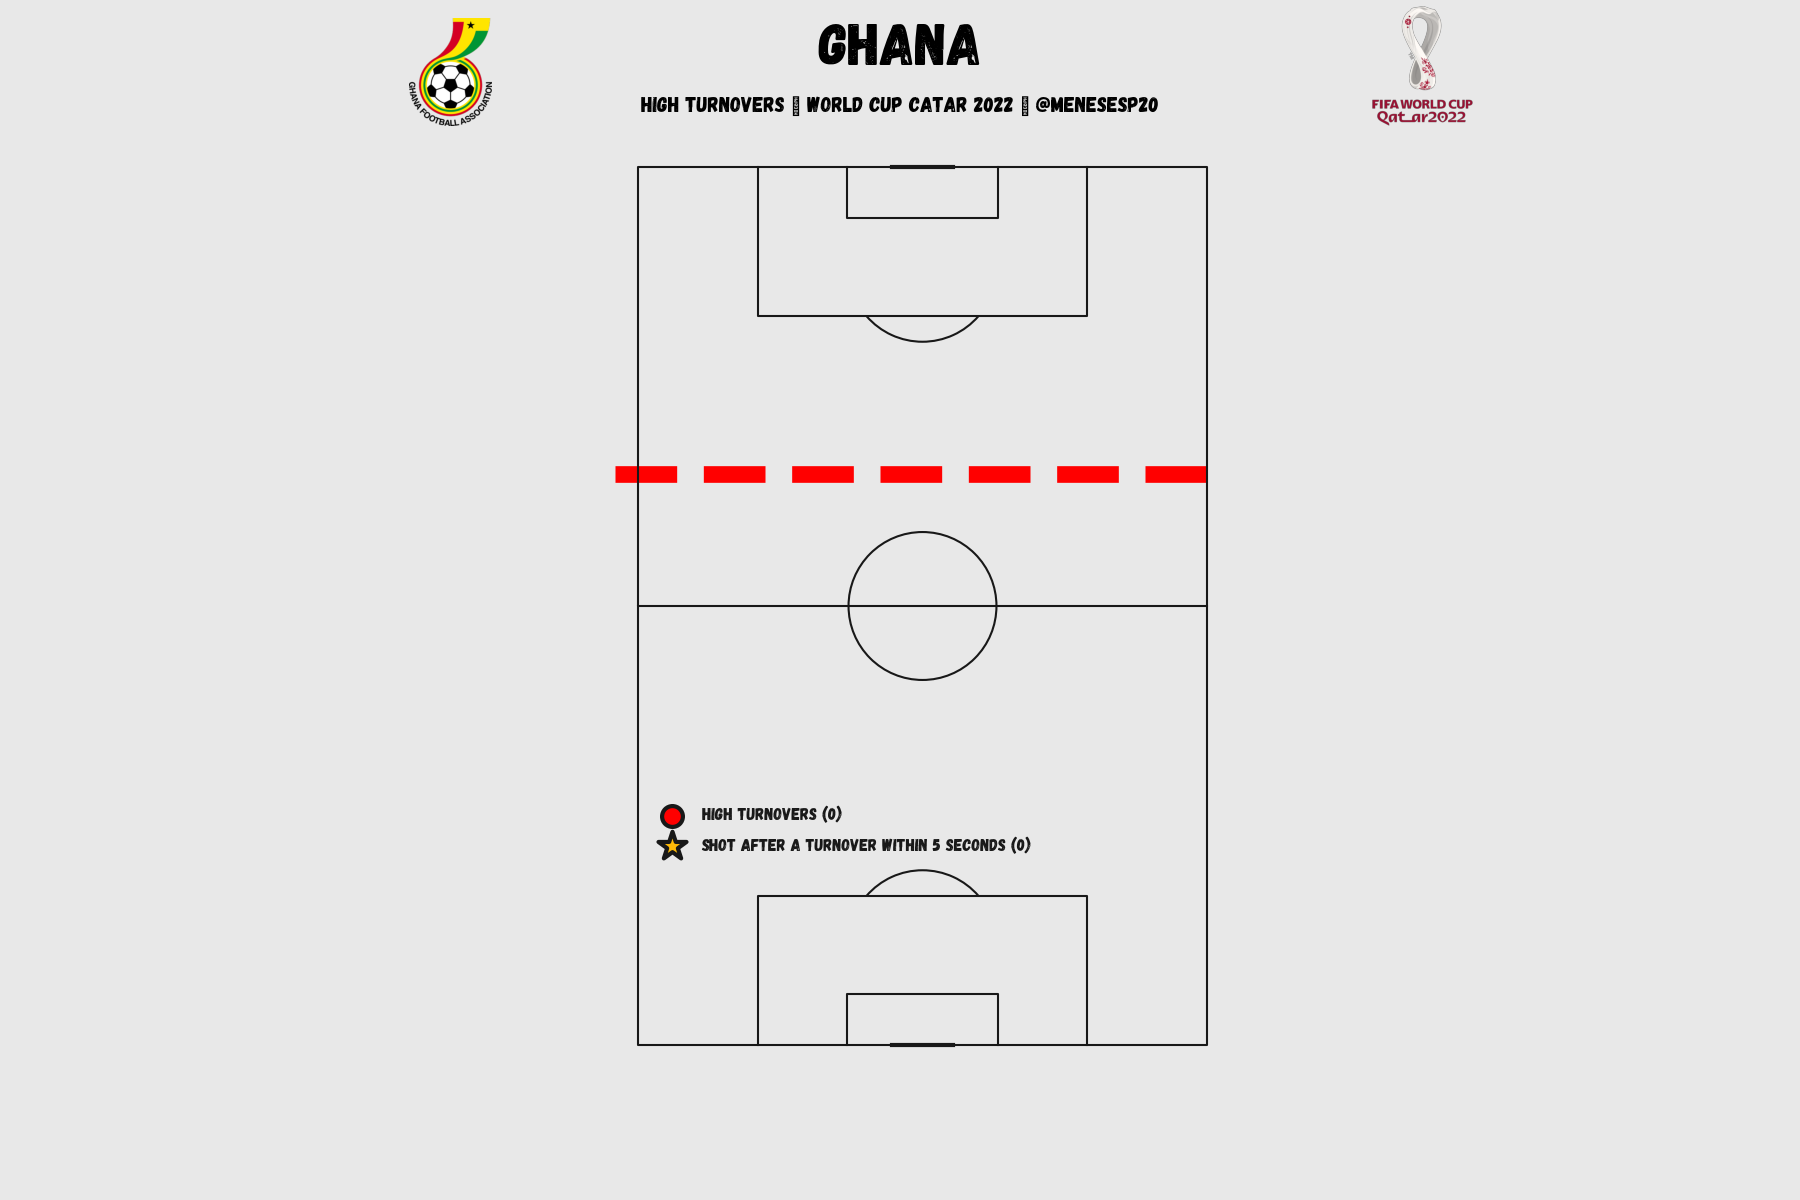 GHANA
HIGH TURNOVERS ▯ WORLD CUP CATAR 2022 ▯ @MENESESP20
GHANA FOOTBALL ASSOCIATION
FIFA WORLD CUP
Qatar2022
HIGH TURNOVERS (0)
SHOT AFTER A TURNOVER WITHIN 5 SECONDS (0)